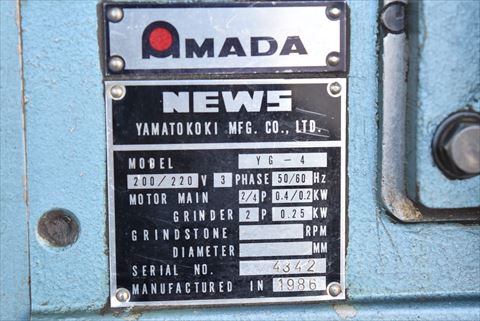 AMADA
NEWS
YAMATOKOKI MFG. CO., LTD.
MODEL YG-4
200/220 V 3 PHASE 50/60 Hz
MOTOR MAIN 2/4 P 0.4/0.2 KW
GRINDER 2 P 0.25 KW
GRINDSTONE RPM
DIAMETER MM
SERIAL NO. 4342
MANUFACTURED IN 1986